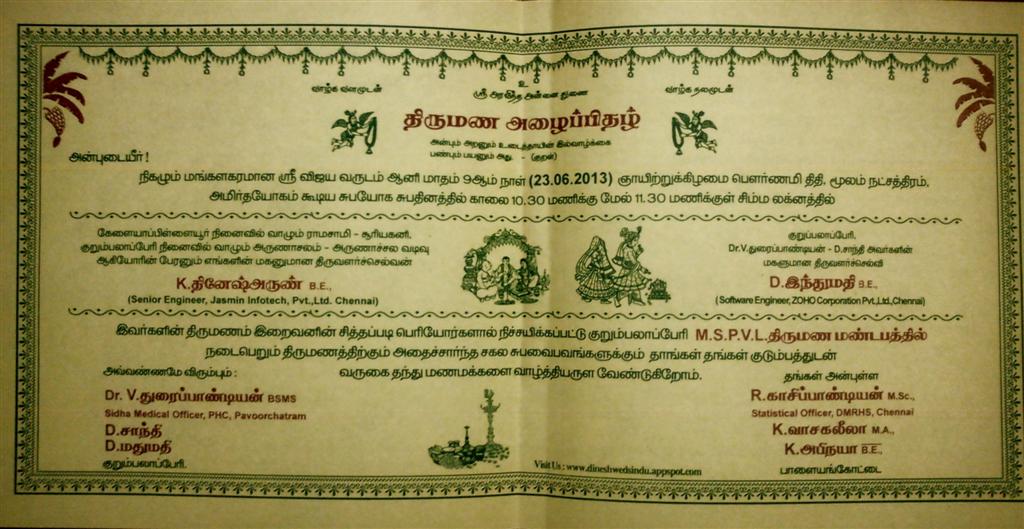 உ
வாழ்க வளமுடன்
ஸ்ரீ அரவிந்த அன்னை துணை
வாழ்க நலமுடன்
திருமண அழைப்பிதழ்
அன்பும் அறனும் உடைத்தாயின் இல்வாழ்க்கை
பண்பும் பயனும் அது. - (குறள்)
அன்புடையீர் !
நிகழும் மங்களகரமான ஸ்ரீ விஜய வருடம் ஆனி மாதம் 9ஆம் நாள் (23.06.2013) ஞாயிற்றுக்கிழமை பௌர்ணமி திதி, மூலம் நட்சத்திரம்,
அமிர்தயோகம் கூடிய சுபயோக சுபதினத்தில் காலை 10.30 மணிக்கு மேல் 11.30 மணிக்குள் சிம்ம லக்னத்தில்
கேளையாப்பிள்ளையூர் நினைவில் வாழும் ராமசாமி - ஆரியகனி,
குறும்பலாப்பேரி நினைவில் வாழும் அருணாசலம் - அருணாச்சல வடிவு
ஆகியோரின் பேரனும் எங்களின் மகனுமான திருவளர்ச்செல்வன்
K.தினேஷ்அருண் B.E.,
(Senior Engineer, Jasmin Infotech, Pvt.,Ltd. Chennai)
குறும்பலாப்பேரி,
Dr.V.துரைப்பாண்டியன் - D.சாந்தி அவர்களின்
மகளுமான திருவளர்ச்செல்வி
D.இந்துமதி B.E.,
(Software Engineer, ZOHO Corporation Pvt.,Ltd.,Chennai)
இவர்களின் திருமணம் இறைவனின் சித்தப்படி பெரியோர்களால் நிச்சயிக்கப்பட்டு குறும்பலாப்பேரி M.S.P.V.L.திருமண மண்டபத்தில்
நடைபெறும் திருமணத்திற்கும் அதைச்சார்ந்த சகல சுபவைபவங்களுக்கும் தாங்கள் தங்கள் குடும்பத்துடன்
வருகை தந்து மணமக்களை வாழ்த்தியருள வேண்டுகிறோம்.
அவ்வண்ணமே விரும்பும் :
Dr. V.துரைப்பாண்டியன் BSMS
Sidha Medical Officer, PHC, Pavoorchatram
D.சாந்தி
D.மதுமதி
குறும்பலாப்பேரி.
தங்கள் அன்புள்ள
R.காசிப்பாண்டியன் M.Sc.,
Statistical Officer, DMRHS, Chennai
K.வாசகலீலா M.A.,
K.அபிநயா B.E.,
பாளையங்கோட்டை
Visit Us : www.dineshwedsindu.appspot.com